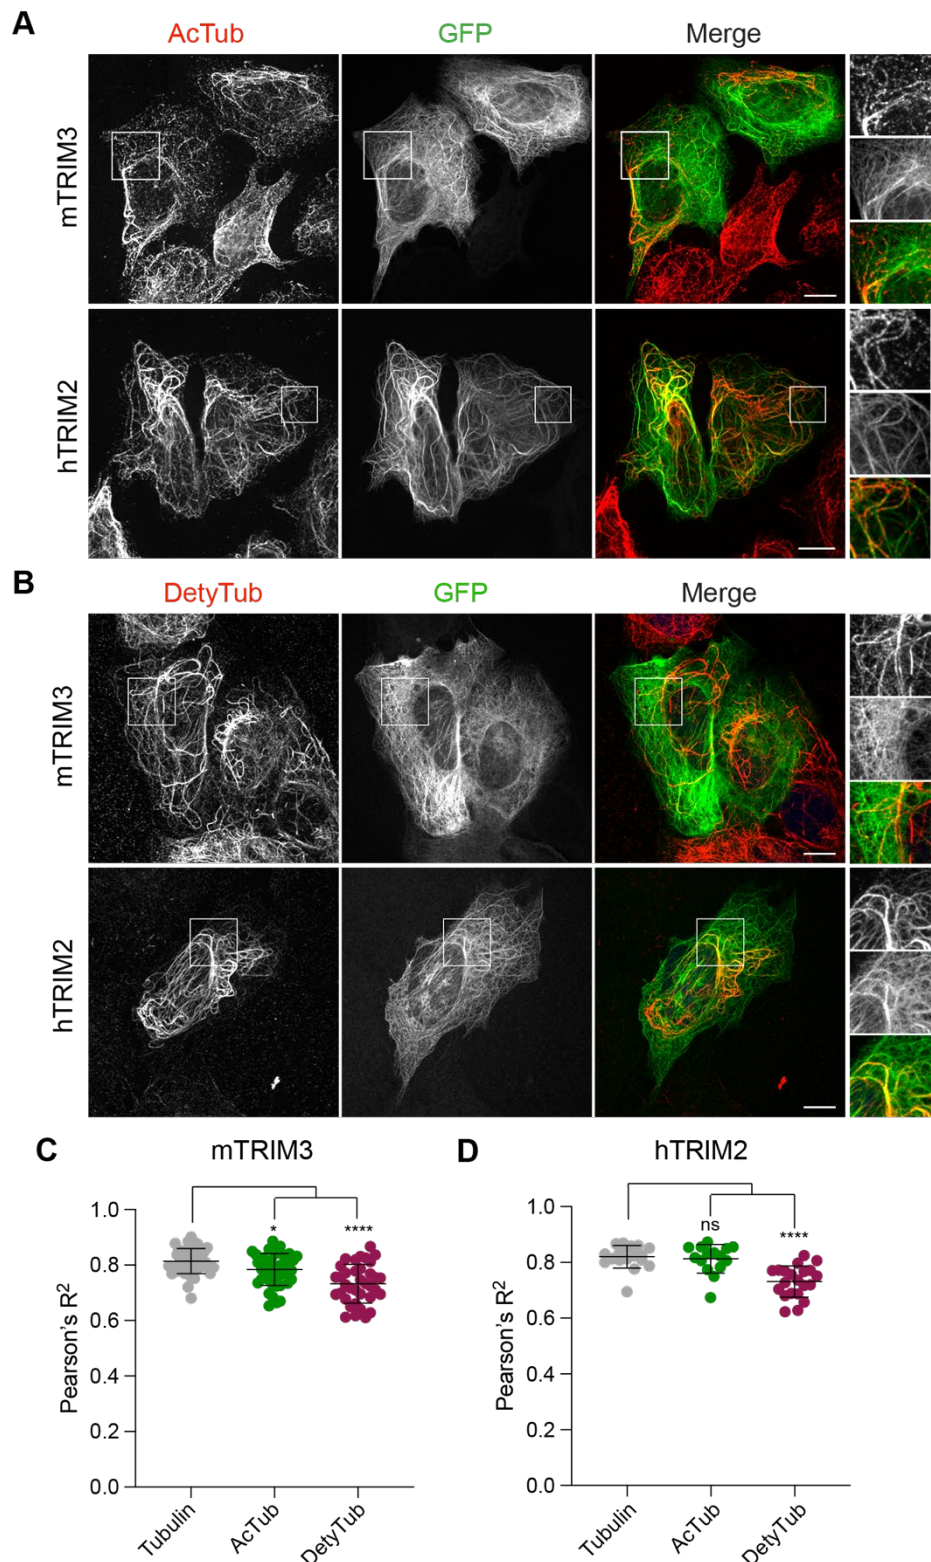 A
AcTub GFP Merge
mTRIM3
hTRIM2
B
DetyTub GFP Merge
mTRIM3
hTRIM2
C
mTRIM3
Pearson's R²
1.0
0.8
0.6
0.4
0.2
0.0
* ****
Tubulin AcTub DetyTub
D
hTRIM2
Pearson's R²
1.0
0.8
0.6
0.4
0.2
0.0
ns ****
Tubulin AcTub DetyTub